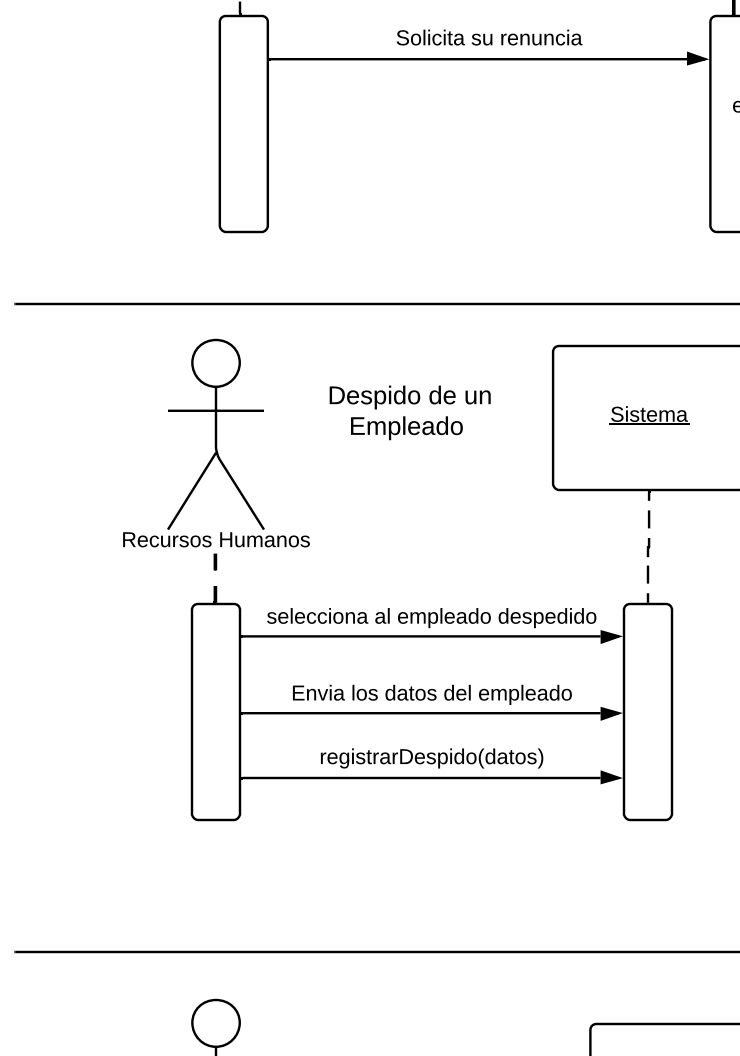 Solicita su renuncia
Despido de un
Empleado
Sistema
Recursos Humanos
selecciona al empleado despedido
Envia los datos del empleado
registrarDespido(datos)